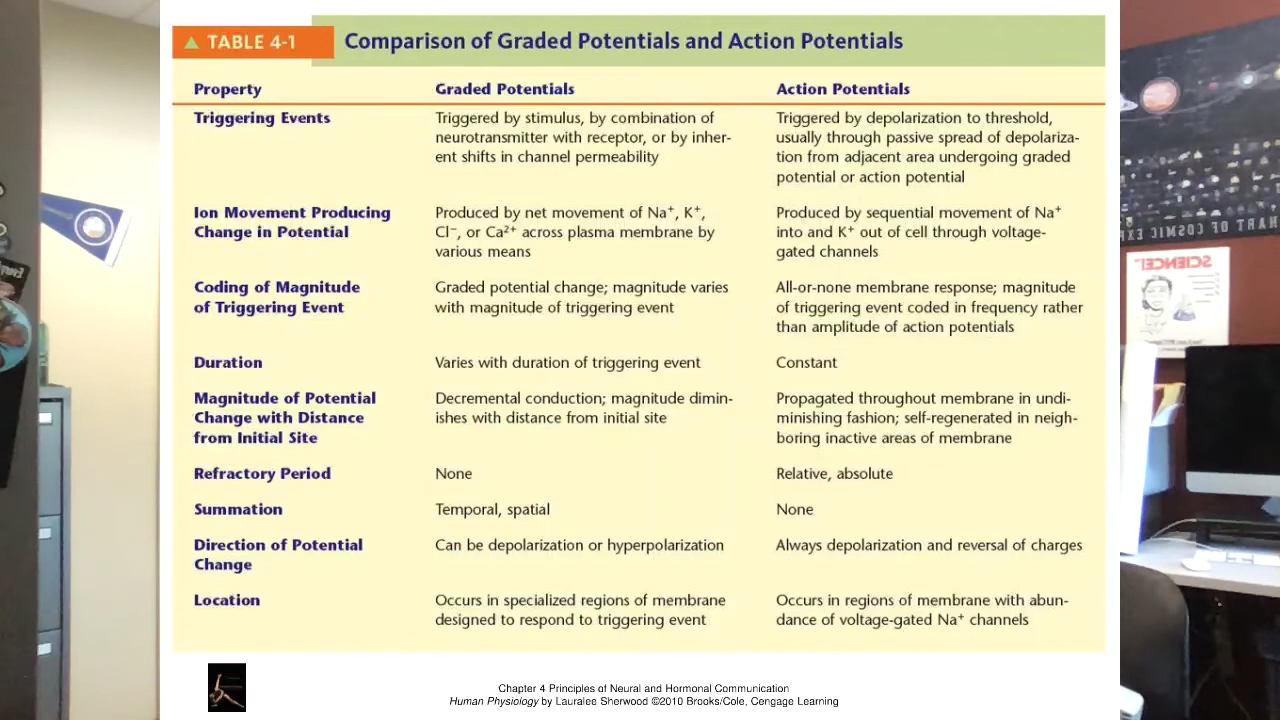 ▲ TABLE 4-1
Comparison of Graded Potentials and Action Potentials
Property
Graded Potentials
Action Potentials
Triggering Events
Triggered by stimulus, by combination of
neurotransmitter with receptor, or by inher-
ent shifts in channel permeability
Triggered by depolarization to threshold,
usually through passive spread of depolariza-
tion from adjacent area undergoing graded
potential or action potential
Ion Movement Producing
Change in Potential
Produced by net movement of Na⁺, K⁺,
Cl⁻, or Ca²⁺ across plasma membrane by
various means
Produced by sequential movement of Na⁺
into and K⁺ out of cell through voltage-
gated channels
Coding of Magnitude
of Triggering Event
Graded potential change; magnitude varies
with magnitude of triggering event
All-or-none membrane response; magnitude
of triggering event coded in frequency rather
than amplitude of action potentials
Duration
Varies with duration of triggering event
Constant
Magnitude of Potential
Change with Distance
from Initial Site
Decremental conduction; magnitude dimin-
ishes with distance from initial site
Propagated throughout membrane in undi-
minishing fashion; self-regenerated in neigh-
boring inactive areas of membrane
Refractory Period
None
Relative, absolute
Summation
Temporal, spatial
None
Direction of Potential
Change
Can be depolarization or hyperpolarization
Always depolarization and reversal of charges
Location
Occurs in specialized regions of membrane
designed to respond to triggering event
Occurs in regions of membrane with abun-
dance of voltage-gated Na⁺ channels
Chapter 4 Principles of Neural and Hormonal Communication
Human Physiology by Lauralee Sherwood ©2010 Brooks/Cole, Cengage Learning
HART OF COSMIC EXP
SCIENCE!